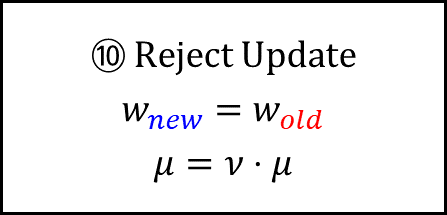 ⑩ Reject Update
w_new = w_old
μ = ν · μ